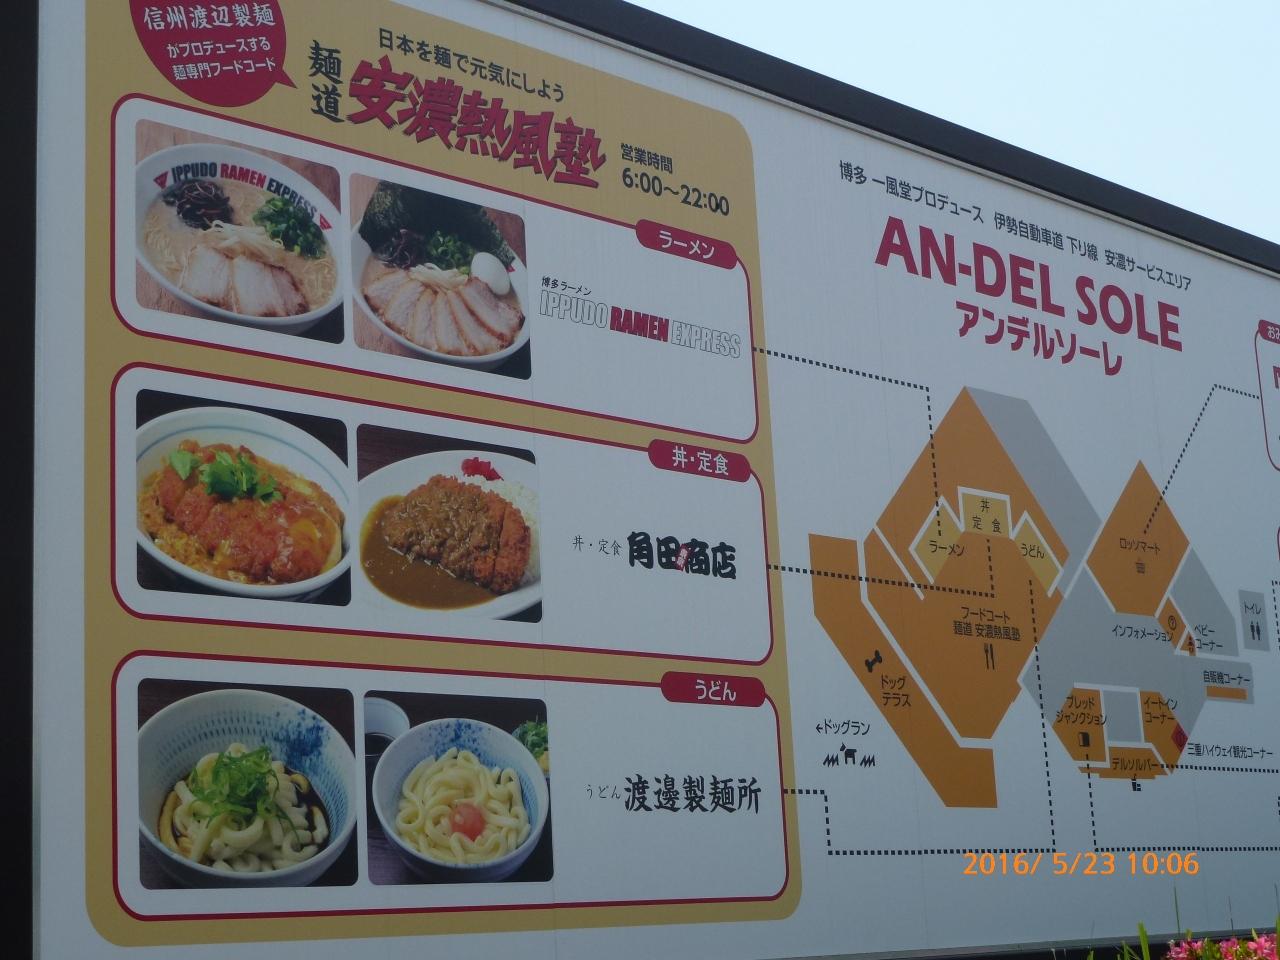 信州渡辺製麺
がプロデュースする
麺専門フードコード
日本を麺で元気にしよう
麺道 安濃熱風塾
営業時間
6:00～22:00
IPPUDO RAMEN EXPRESS
ラーメン
博多ラーメン
IPPUDO RAMEN EXPRESS
丼・定食
丼・定食 角田商店
うどん
うどん 渡邊製麺所
博多 一風堂プロデュース 伊勢自動車道 下り線 安濃サービスエリア
AN-DEL SOLE
アンデルソーレ
丼
定食
ラーメン
うどん
フードコート
麺道 安濃熱風塾
ドッグ
テラス
←ドッグラン
ロッソマート
インフォメーション
ベビー
コーナー
トイレ
自販機コーナー
ブレッド
ジャンクション
イートイン
コーナー
デルソルバー
三重ハイウェイ観光コーナー
2016/ 5/23 10:06